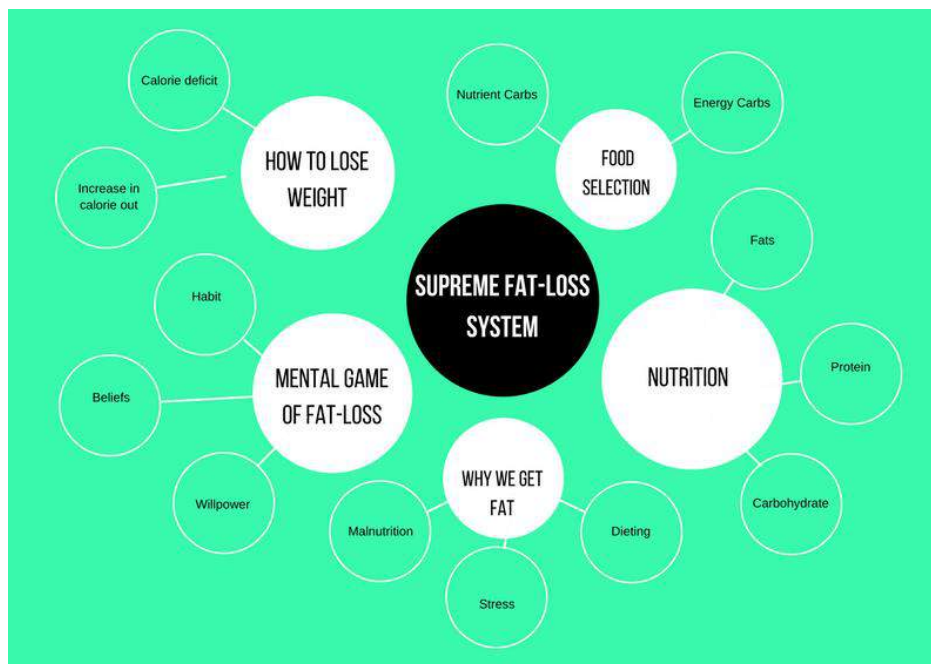 Calorie deficit
Increase in
calorie out
HOW TO LOSE
WEIGHT
Nutrient Carbs
Energy Carbs
FOOD
SELECTION
SUPREME FAT-LOSS
SYSTEM
Fats
Protein
Carbohydrate
NUTRITION
Habit
Beliefs
Willpower
MENTAL GAME
OF FAT-LOSS
WHY WE GET
FAT
Malnutrition
Stress
Dieting